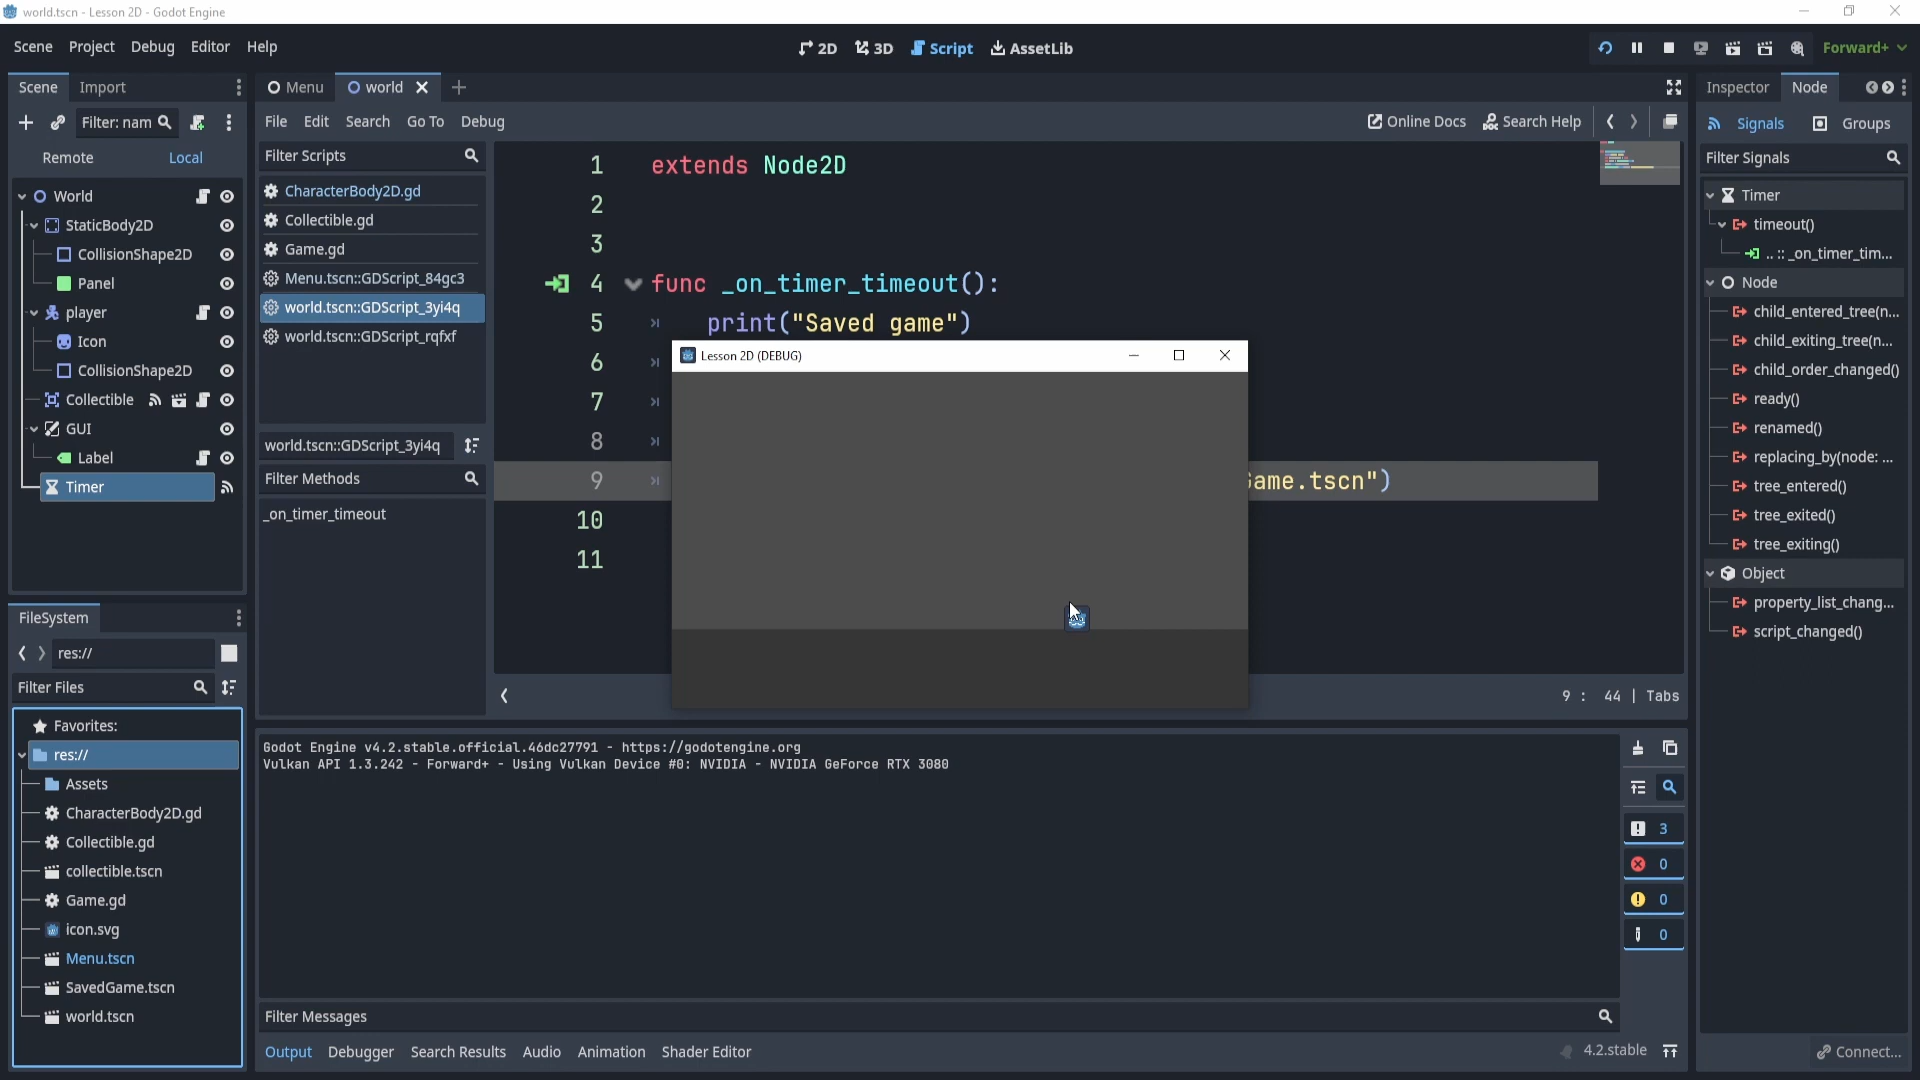 world.tscn - Lesson 2D - Godot Engine
Scene Project Debug Editor Help
2D 3D Script AssetLib
Forward+
Scene Import
Menu world
Inspector Node
Filter: nam
File Edit Search Go To Debug
Online Docs Search Help
Signals Groups
Remote Local
Filter Scripts
Filter Signals
World
StaticBody2D
CollisionShape2D
Panel
player
Icon
CollisionShape2D
Collectible
GUI
Label
Timer
CharacterBody2D.gd
Collectible.gd
Game.gd
Menu.tscn::GDScript_84gc3
world.tscn::GDScript_3yi4q
world.tscn::GDScript_rqfxf
world.tscn::GDScript_3yi4q
Filter Methods
_on_timer_timeout
1 extends Node2D
2
3
4 func _on_timer_timeout():
5 print("Saved game")
6
7
8
9 Game.tscn")
10
11
Lesson 2D (DEBUG)
9 : 44 | Tabs
Timer
timeout()
.. :: _on_timer_tim...
Node
child_entered_tree(n...
child_exiting_tree(n...
child_order_changed()
ready()
renamed()
replacing_by(node: ...
tree_entered()
tree_exited()
tree_exiting()
Object
property_list_chang...
script_changed()
FileSystem
res://
Filter Files
Favorites:
res://
Assets
CharacterBody2D.gd
Collectible.gd
collectible.tscn
Game.gd
icon.svg
Menu.tscn
SavedGame.tscn
world.tscn
Godot Engine v4.2.stable.official.46dc27791 - https://godotengine.org
Vulkan API 1.3.242 - Forward+ - Using Vulkan Device #0: NVIDIA - NVIDIA GeForce RTX 3080
3
0
0
0
Filter Messages
Output Debugger Search Results Audio Animation Shader Editor
4.2.stable
Connect...